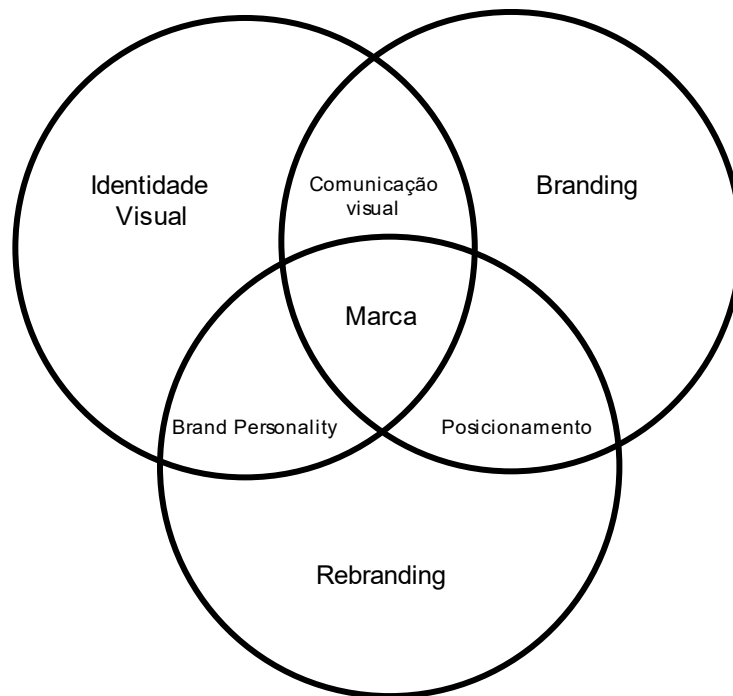 Identidade
Visual
Comunicação
visual
Branding
Marca
Brand Personality
Posicionamento
Rebranding